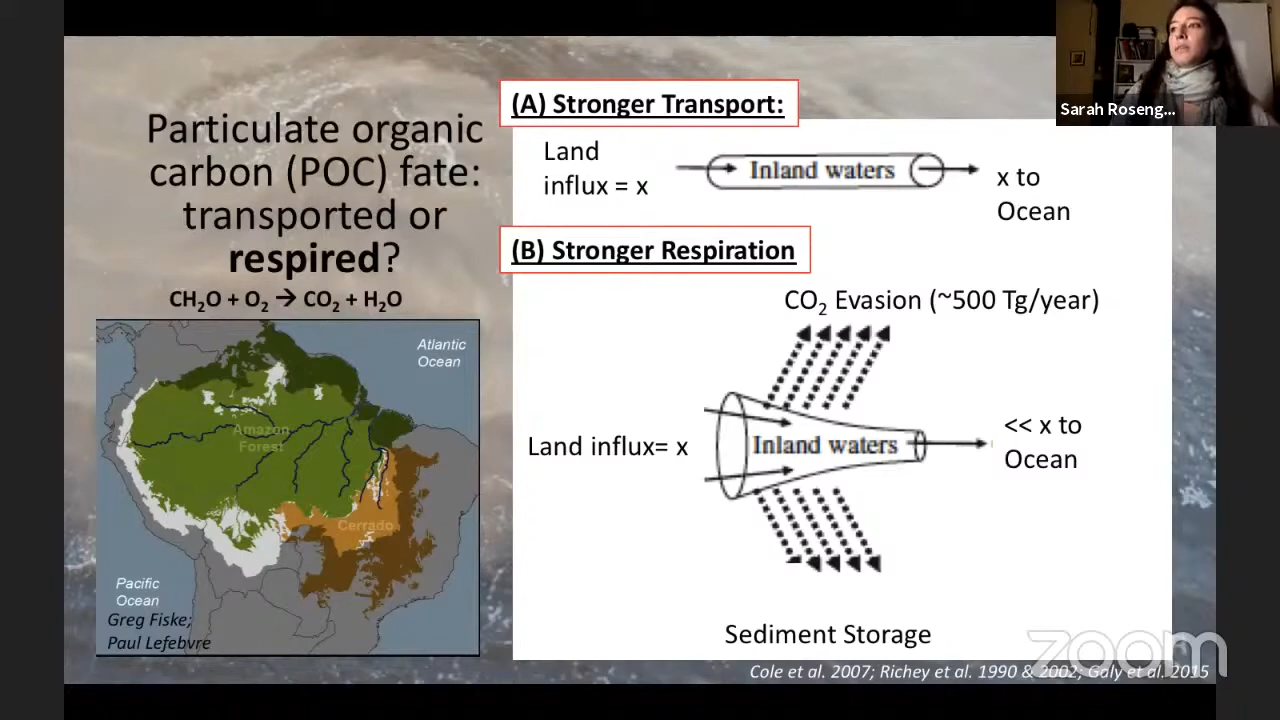 Particulate organic
carbon (POC) fate:
transported or
respired?
CH₂O + O₂ → CO₂ + H₂O
Atlantic
Ocean
Amazon
Forest
Cerrado
Pacific
Ocean
Greg Fiske;
Paul Lefebvre
(A) Stronger Transport:
Land
influx = x
Inland waters
x to
Ocean
(B) Stronger Respiration
CO₂ Evasion (~500 Tg/year)
Land influx= x
Inland waters
<< x to
Ocean
Sediment Storage
Cole et al. 2007; Richey et al. 1990 & 2002; Galy et al. 2015
Sarah Roseng...
zoom